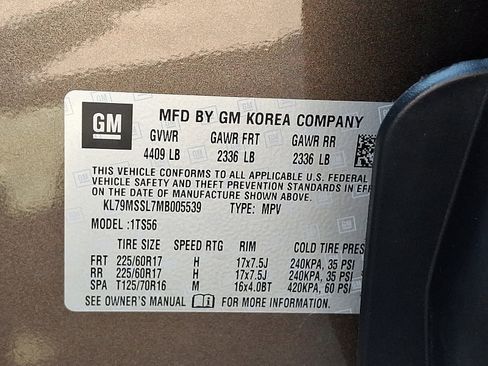 GM
MFD BY GM KOREA COMPANY
GVWR GAWR FRT GAWR RR
4409 LB 2336 LB 2336 LB
THIS VEHICLE CONFORMS TO ALL APPLICABLE U.S. FEDERAL
VEHICLE SAFETY AND THEFT PREVENTION STANDARDS IN EFFE
ON THE DATE OF MANUFACTURE SHOWN ABOVE.
KL79MSSL7MB005539 TYPE: MPV
MODEL :1TS56
TIRE SIZE SPEED RTG RIM COLD TIRE PRES
FRT 225/60R17 H 17x7.5J 240KPA, 35 PSI
RR 225/60R17 H 17x7.5J 240KPA, 35 PSI
SPA T125/70R16 M 16x4.0BT 420KPA, 60 PSI
SEE OWNER'S MANUAL FOR MORE INFORMATION.